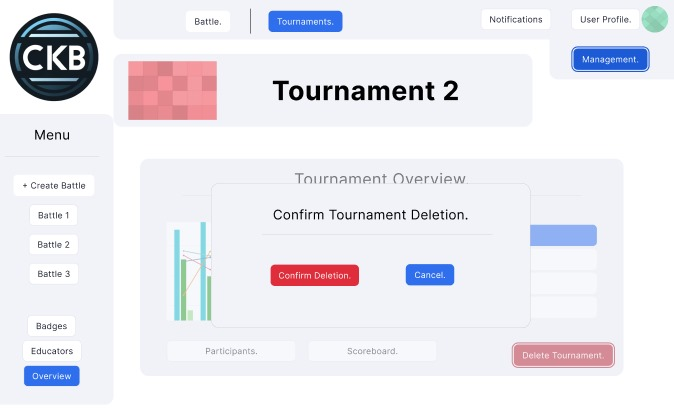 CKB
Battle.
Tournaments.
Notifications
User Profile.
Management.
Tournament 2
Menu
+ Create Battle
Battle 1
Battle 2
Battle 3
Badges
Educators
Overview
Tournament Overview.
Confirm Tournament Deletion.
Confirm Deletion.
Cancel.
Participants.
Scoreboard.
Delete Tournament.